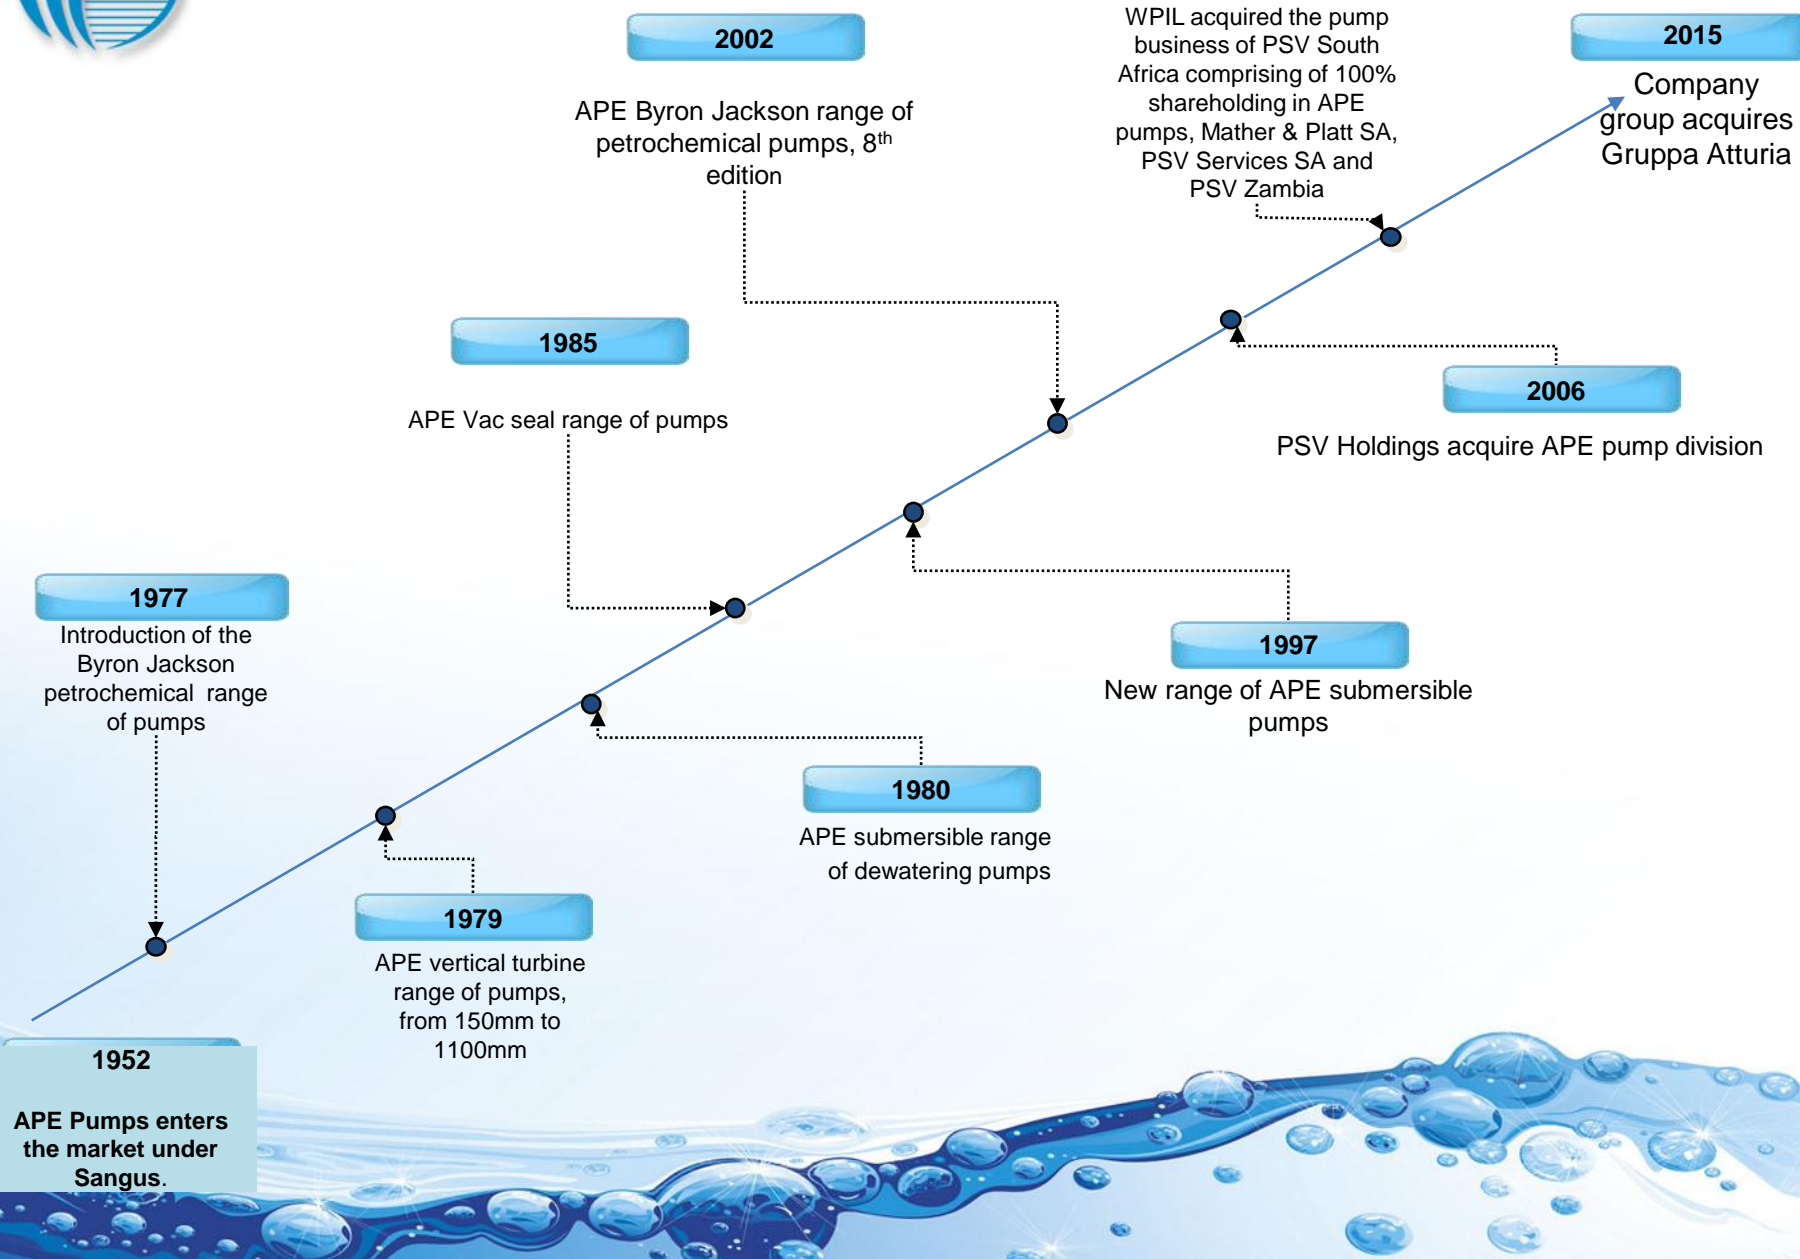 2002
APE Byron Jackson range of
petrochemical pumps, 8th
edition
WPIL acquired the pump
business of PSV South
Africa comprising of 100%
shareholding in APE
pumps, Mather & Platt SA,
PSV Services SA and
PSV Zambia
2015
Company
group acquires
Gruppa Atturia
1985
APE Vac seal range of pumps
2006
PSV Holdings acquire APE pump division
1977
Introduction of the
Byron Jackson
petrochemical range
of pumps
1997
New range of APE submersible
pumps
1980
APE submersible range
of dewatering pumps
1979
APE vertical turbine
range of pumps,
from 150mm to
1100mm
1952
APE Pumps enters
the market under
Sangus.